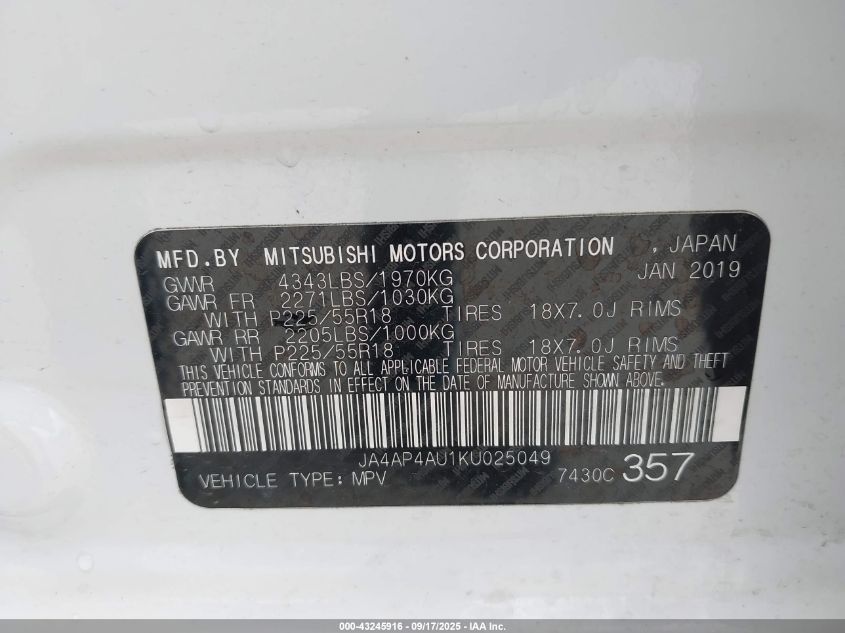 MFD.BY MITSUBISHI MOTORS CORPORATION , JAPAN
GVWR 4343LBS/1970KG JAN 2019
GAWR FR 2271LBS/1030KG
WITH P225/55R18 TIRES 18X7.0J RIMS
GAWR RR 2205LBS/1000KG
WITH P225/55R18 TIRES 18X7.0J RIMS
THIS VEHICLE CONFORMS TO ALL APPLICABLE FEDERAL MOTOR VEHICLE SAFETY AND THEFT
PREVENTION STANDARDS IN EFFECT ON THE DATE OF MANUFACTURE SHOWN ABOVE.
JA4AP4AU1KU025049
VEHICLE TYPE: MPV 7430C 357
000-43245916 - 09/17/2025 - IAA Inc.